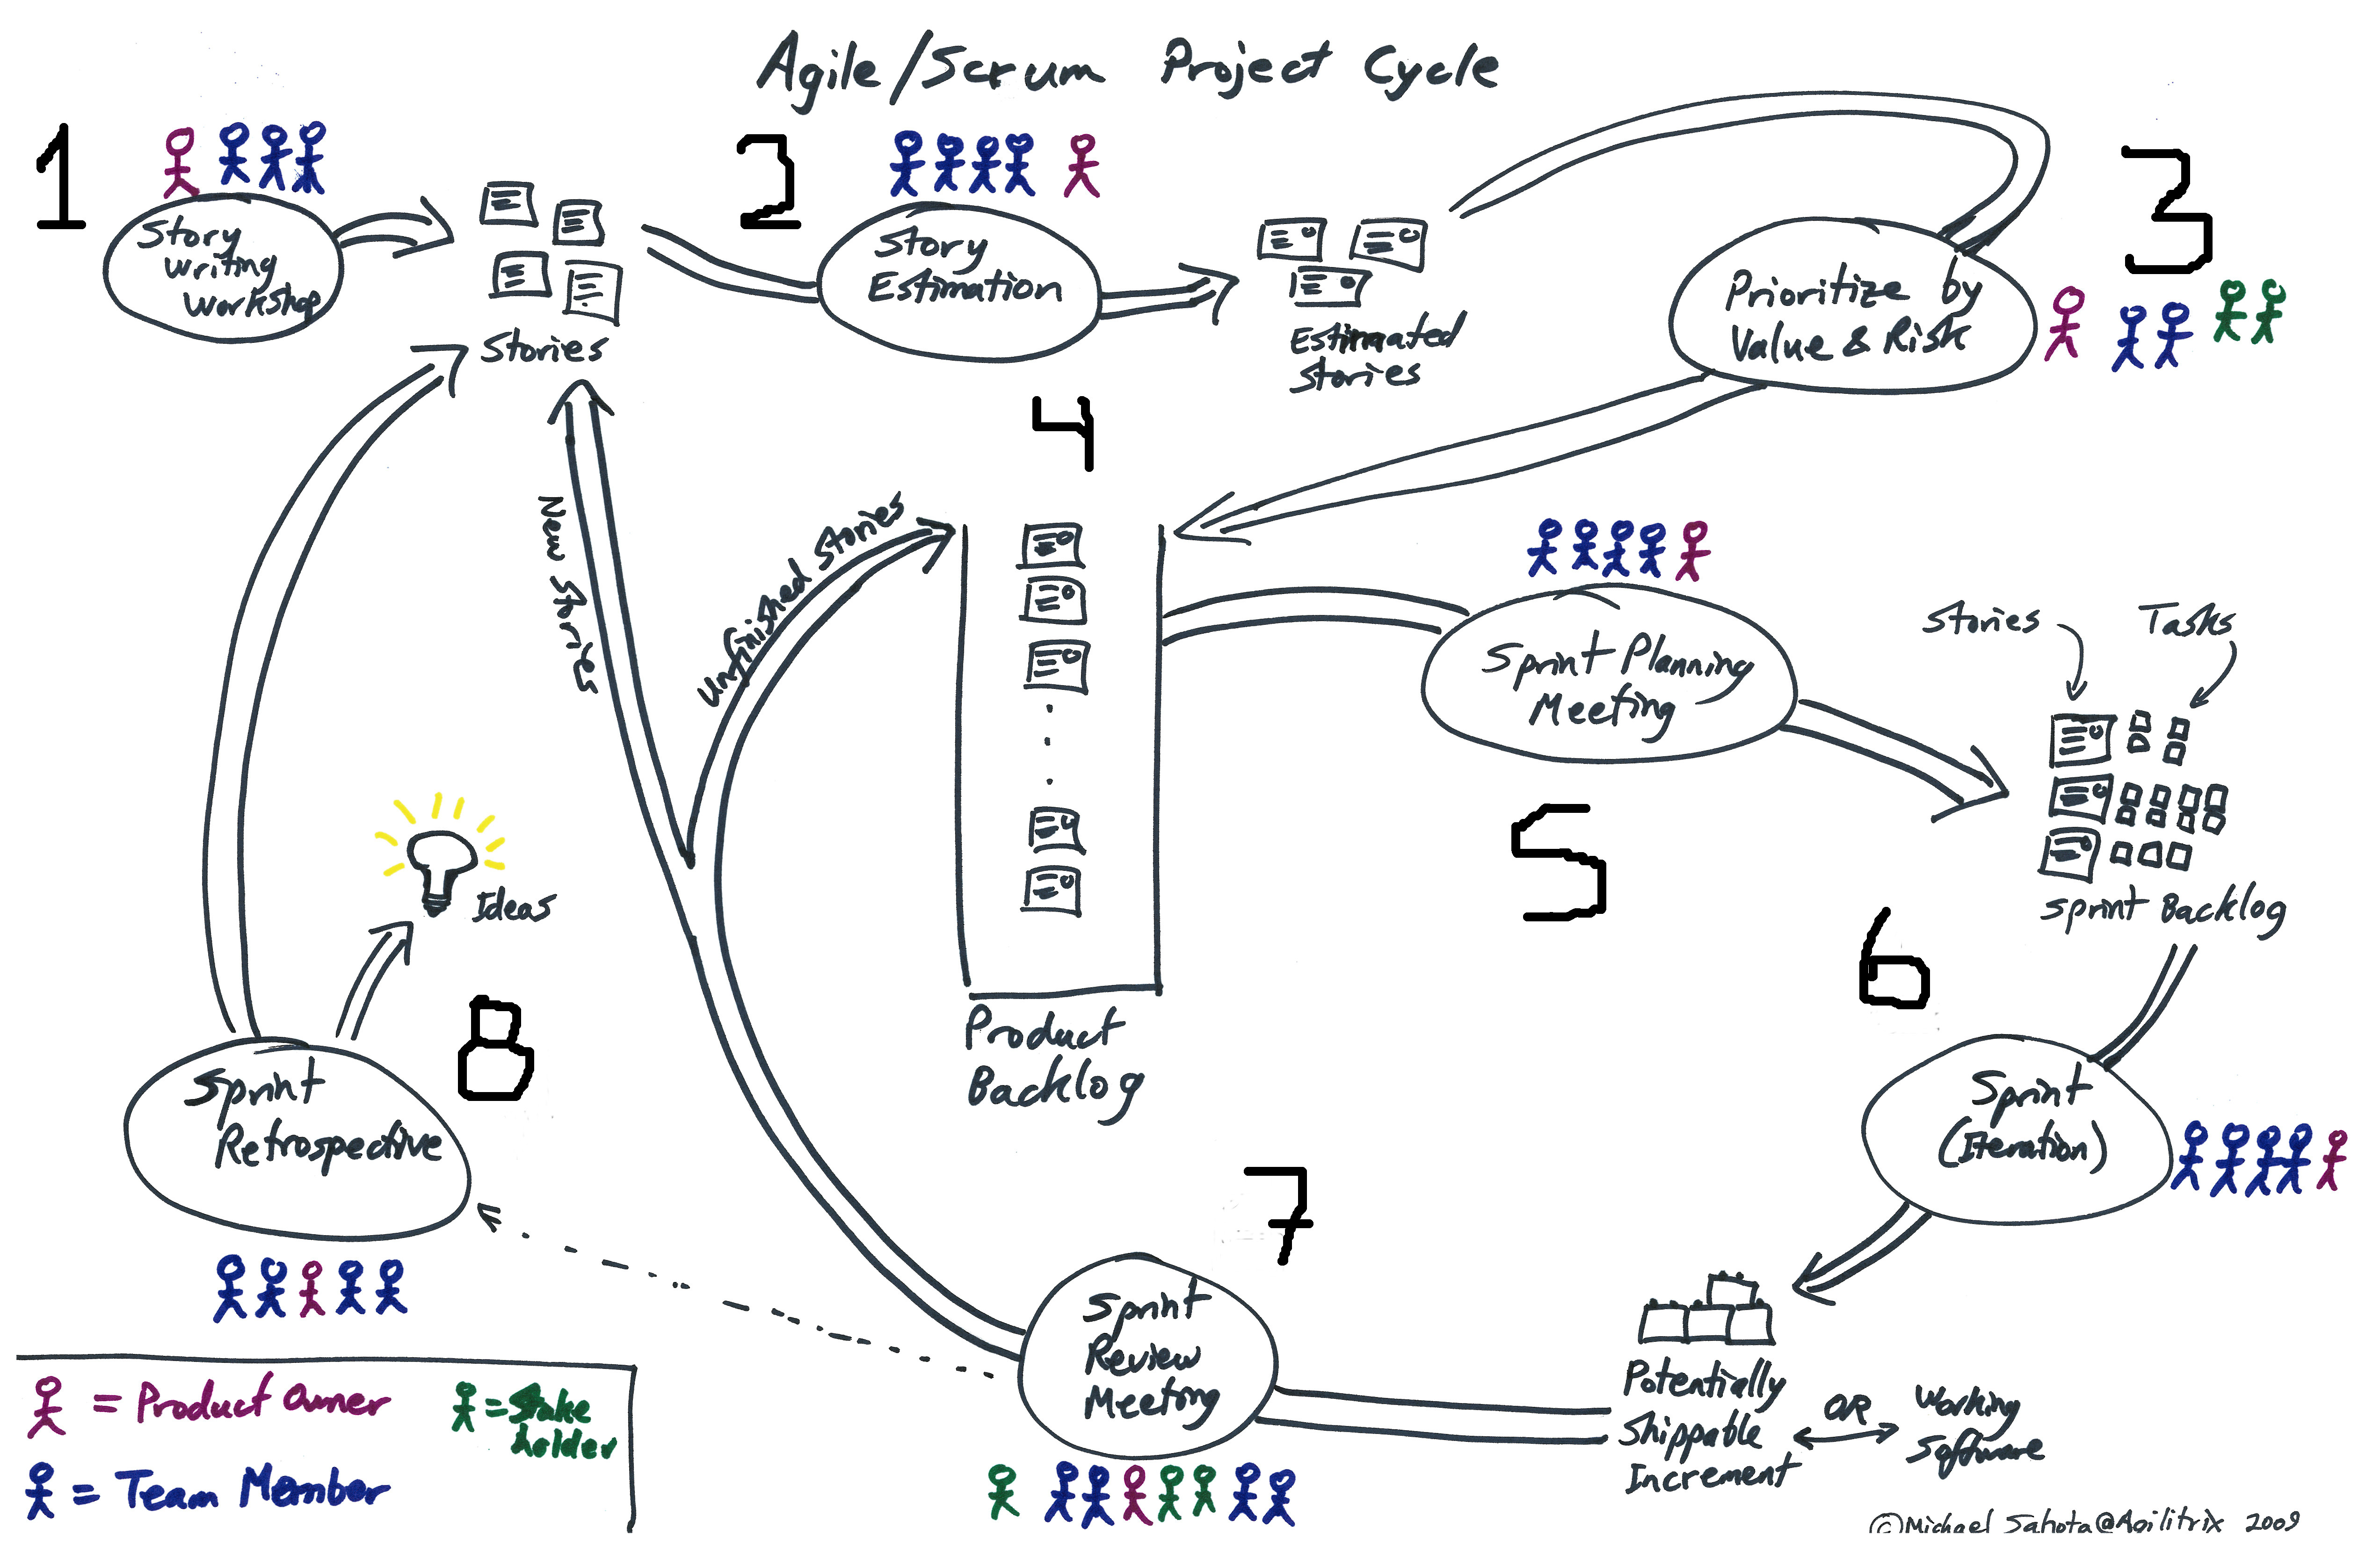 Agile/Scrum Project Cycle
1
Story
Writing
Workshop
Stories
2
Story
Estimation
Estimated
Stories
3
Prioritize by
Value & Risk
4
Product
Backlog
New Stories
Unfinished Stories
5
Sprint Planning
Meeting
Stories
Tasks
Sprint Backlog
6
Sprint
(Iteration)
Potentially
Shippable
Increment
OR
Working
Software
7
Sprint
Review
Meeting
8
Sprint
Retrospective
Ideas
= Product Owner
= Stake
holder
= Team Member
©Michael Sahota@Agilitrix 2009